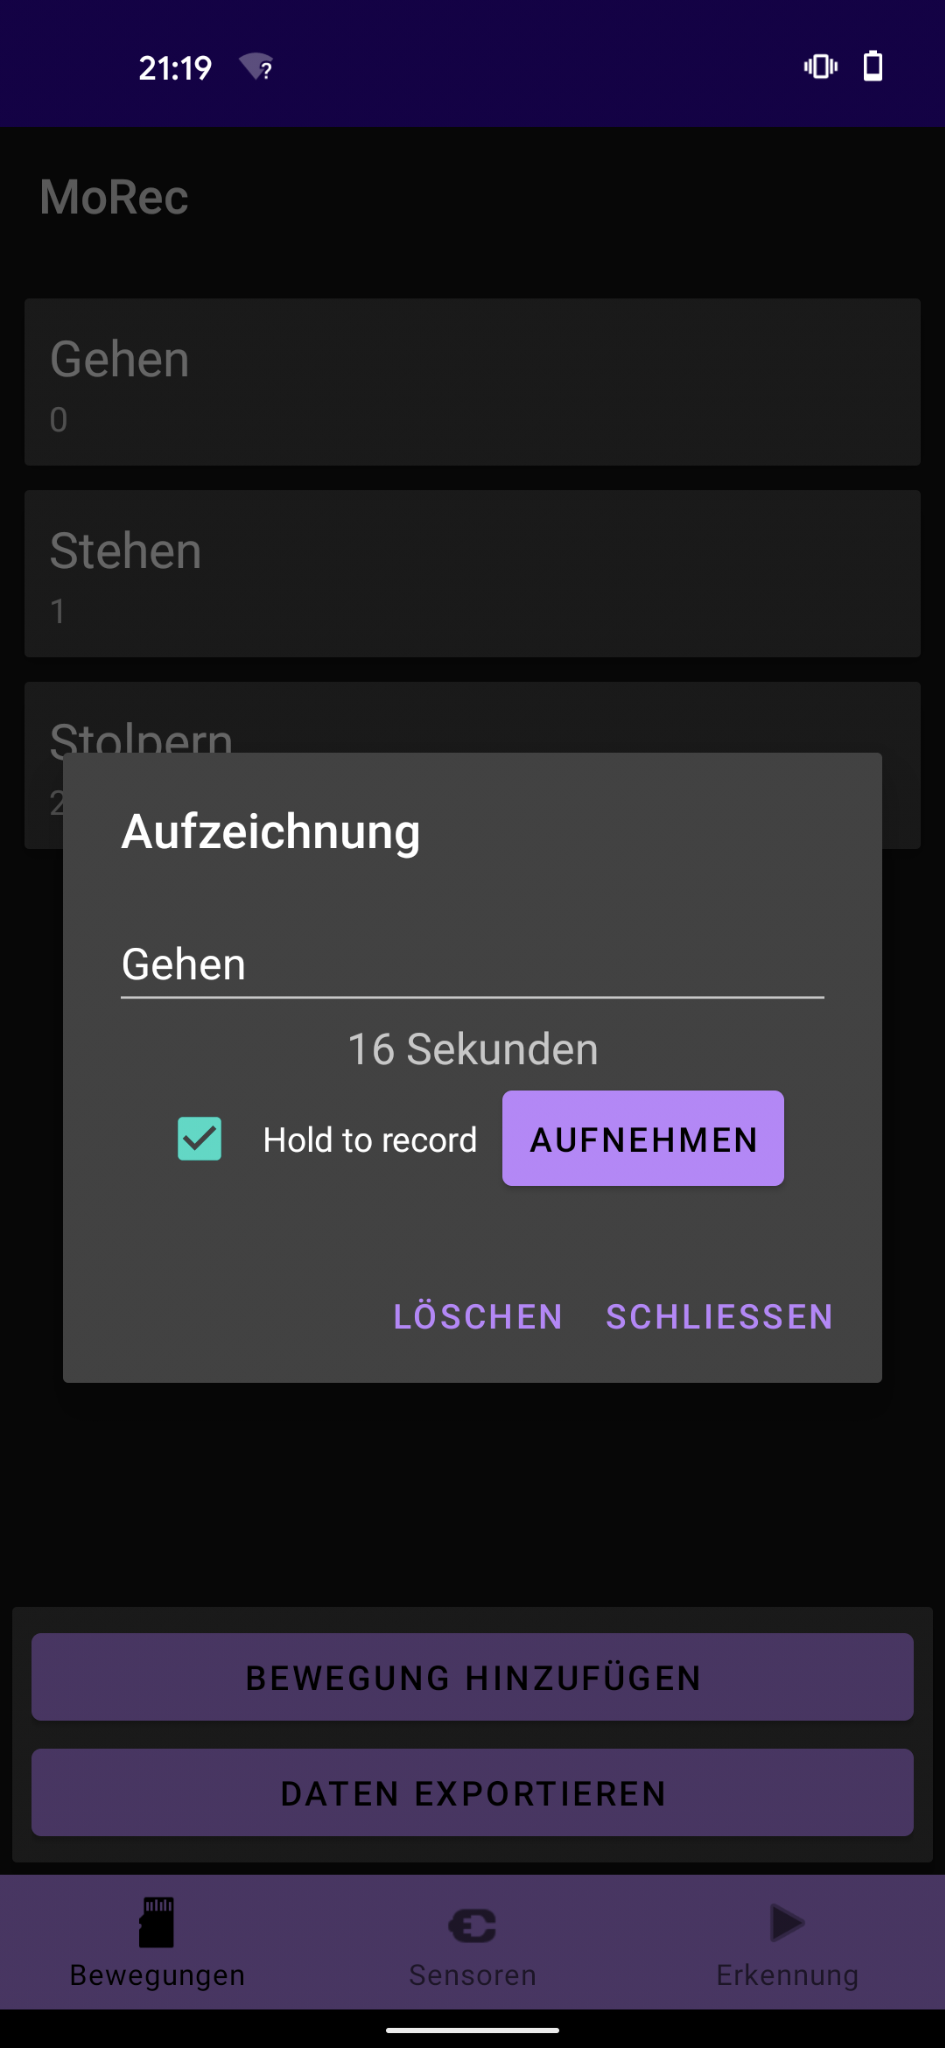 21:19
MoRec
Gehen
0
Stehen
1
Stolpern
2
Aufzeichnung
Gehen
16 Sekunden
Hold to record AUFNEHMEN
LÖSCHEN SCHLIESSEN
BEWEGUNG HINZUFÜGEN
DATEN EXPORTIEREN
Bewegungen Sensoren Erkennung